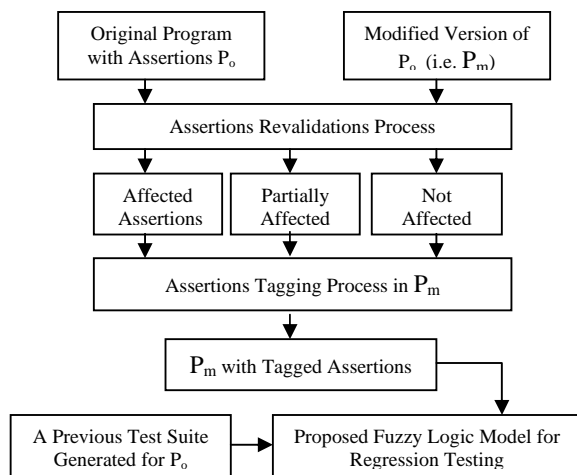 Original Program
with Assertions Po
Modified Version of
Po (i.e. Pm)
Assertions Revalidations Process
Affected
Assertions
Partially
Affected
Not
Affected
Assertions Tagging Process in Pm
Pm with Tagged Assertions
A Previous Test Suite
Generated for Po
Proposed Fuzzy Logic Model for
Regression Testing